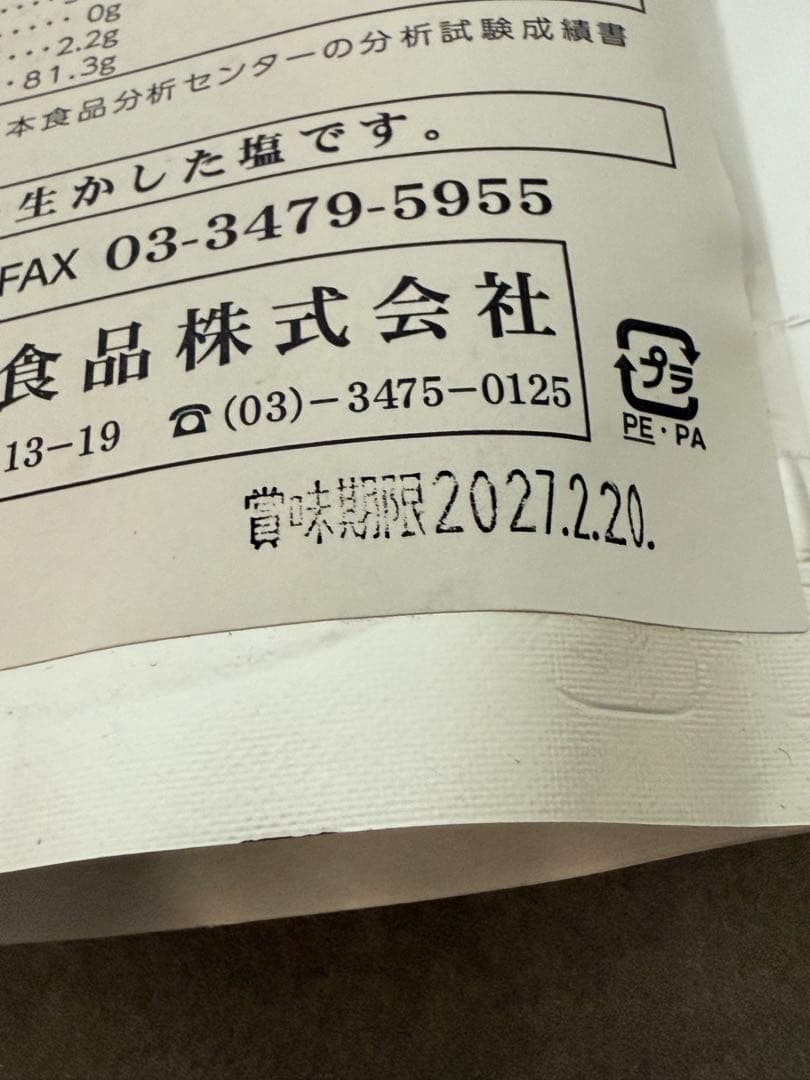 0g
2.2g
81.3g
本食品分析センターの分析試験成績書
生かした塩です。
FAX 03-3479-5955
食品株式会社
13-19 ☎(03)-3475-0125
プラ
PE・PA
賞味期限2027.2.20.